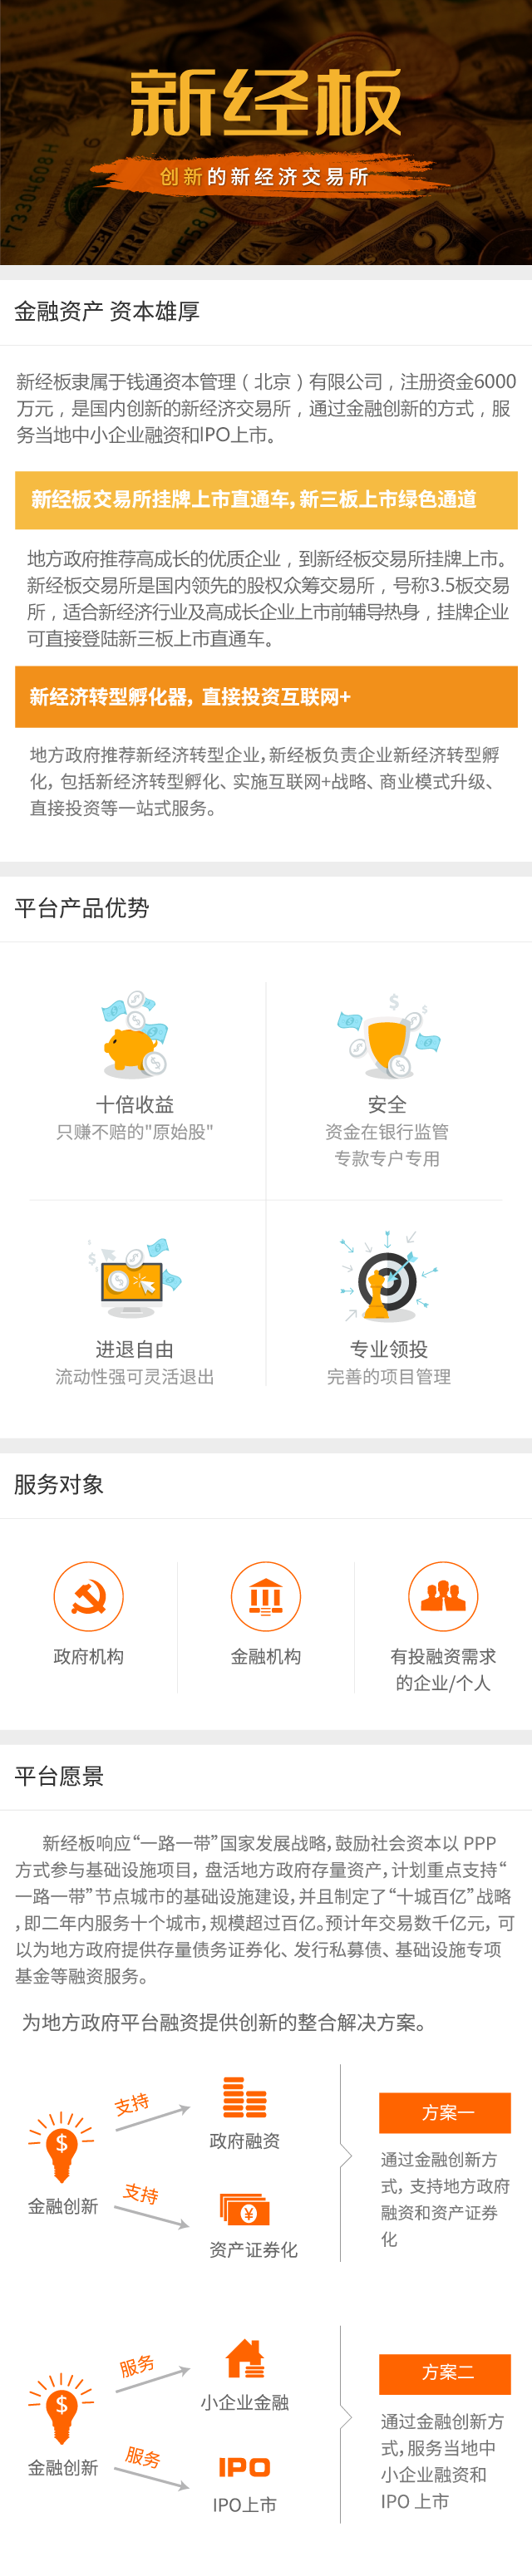 新经板
创新的新经济交易所
F7330460
AMERICA
金融资产 资本雄厚
新经板隶属于钱通资本管理（北京）有限公司，注册资金6000
万元，是国内创新的新经济交易所，通过金融创新的方式，服
务当地中小企业融资和IPO上市。
新经板交易所挂牌上市直通车，新三板上市绿色通道
地方政府推荐高成长的优质企业，到新经板交易所挂牌上市。
新经板交易所是国内领先的股权众筹交易所，号称3.5板交易
所，适合新经济行业及高成长企业上市前辅导热身，挂牌企业
可直接登陆新三板上市直通车。
新经济转型孵化器，直接投资互联网+
地方政府推荐新经济转型企业，新经板负责企业新经济转型孵
化，包括新经济转型孵化、实施互联网+战略、商业模式升级、
直接投资等一站式服务。
平台产品优势
十倍收益
只赚不赔的"原始股"
安全
资金在银行监管
专款专户专用
进退自由
流动性强可灵活退出
专业领投
完善的项目管理
服务对象
政府机构
金融机构
有投融资需求
的企业/个人
平台愿景
新经板响应“一路一带”国家发展战略，鼓励社会资本以 PPP
方式参与基础设施项目，盘活地方政府存量资产，计划重点支持“
一路一带”节点城市的基础设施建设，并且制定了“十城百亿”战略
，即二年内服务十个城市，规模超过百亿。预计年交易数千亿元，可
以为地方政府提供存量债务证券化、发行私募债、基础设施专项
基金等融资服务。
为地方政府平台融资提供创新的整合解决方案。
支持
政府融资
金融创新
支持
资产证券化
方案一
通过金融创新方
式，支持地方政府
融资和资产证券
化
服务
小企业金融
金融创新
服务
IPO
IPO上市
方案二
通过金融创新方
式，服务当地中
小企业融资和
IPO 上市